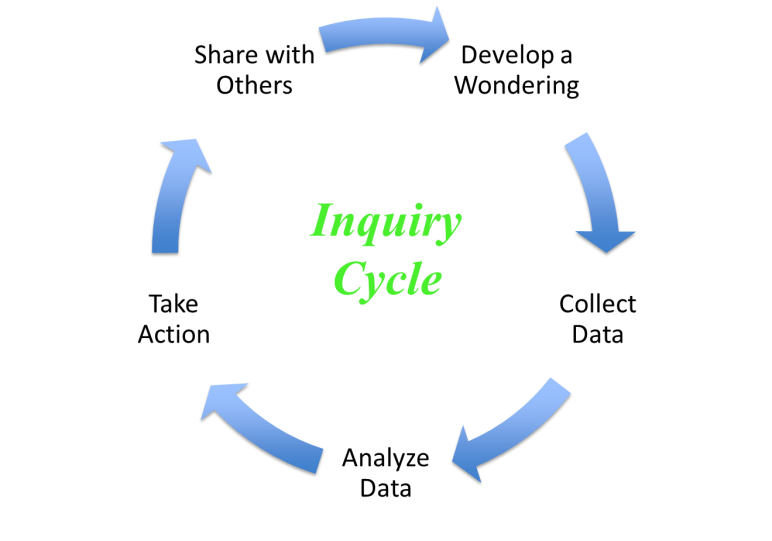 Share with
Others
Develop a
Wondering
Inquiry
Cycle
Take
Action
Collect
Data
Analyze
Data